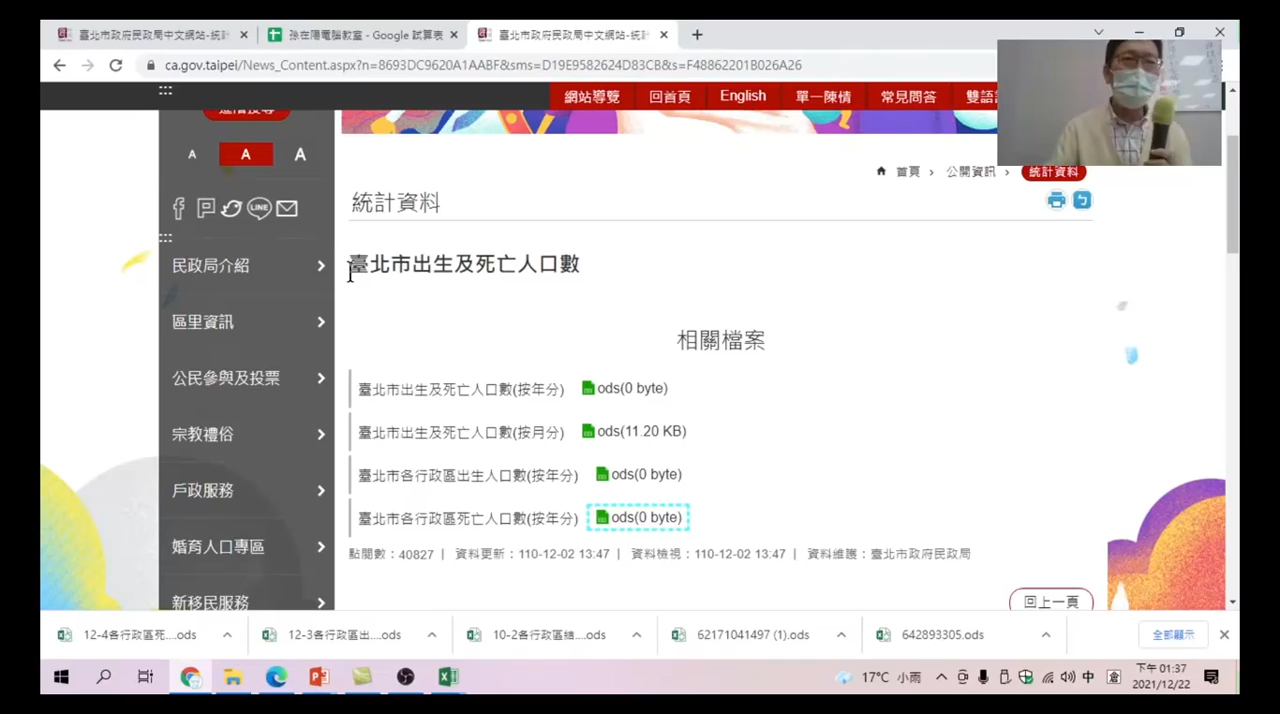 臺北市政府民政局中文網站-統計
孫在陽電腦教室 - Google 試算表
臺北市政府民政局中文網站-統計
ca.gov.taipei/News_Content.aspx?n=8693DC9620A1AABF&sms=D19E9582624D83CB&s=F48862201B026A26
網站導覽
回首頁
English
單一陳情
常見問答
雙語
進階搜尋
A
A
A
LINE
首頁 › 公開資訊 › 統計資料
統計資料
民政局介紹
區里資訊
公民參與及投票
宗教禮俗
戶政服務
婚育人口專區
新移民服務
臺北市出生及死亡人口數
相關檔案
臺北市出生及死亡人口數(按年分) ods(0 byte)
臺北市出生及死亡人口數(按月分) ods(11.20 KB)
臺北市各行政區出生人口數(按年分) ods(0 byte)
臺北市各行政區死亡人口數(按年分) ods(0 byte)
點閱數：40827 | 資料更新：110-12-02 13:47 | 資料檢視：110-12-02 13:47 | 資料維護：臺北市政府民政局
回上一頁
12-4各行政區死....ods
12-3各行政區出....ods
10-2各行政區結....ods
62171041497 (1).ods
642893305.ods
全部顯示
17°C 小雨
中
倉
下午 01:37
2021/12/22